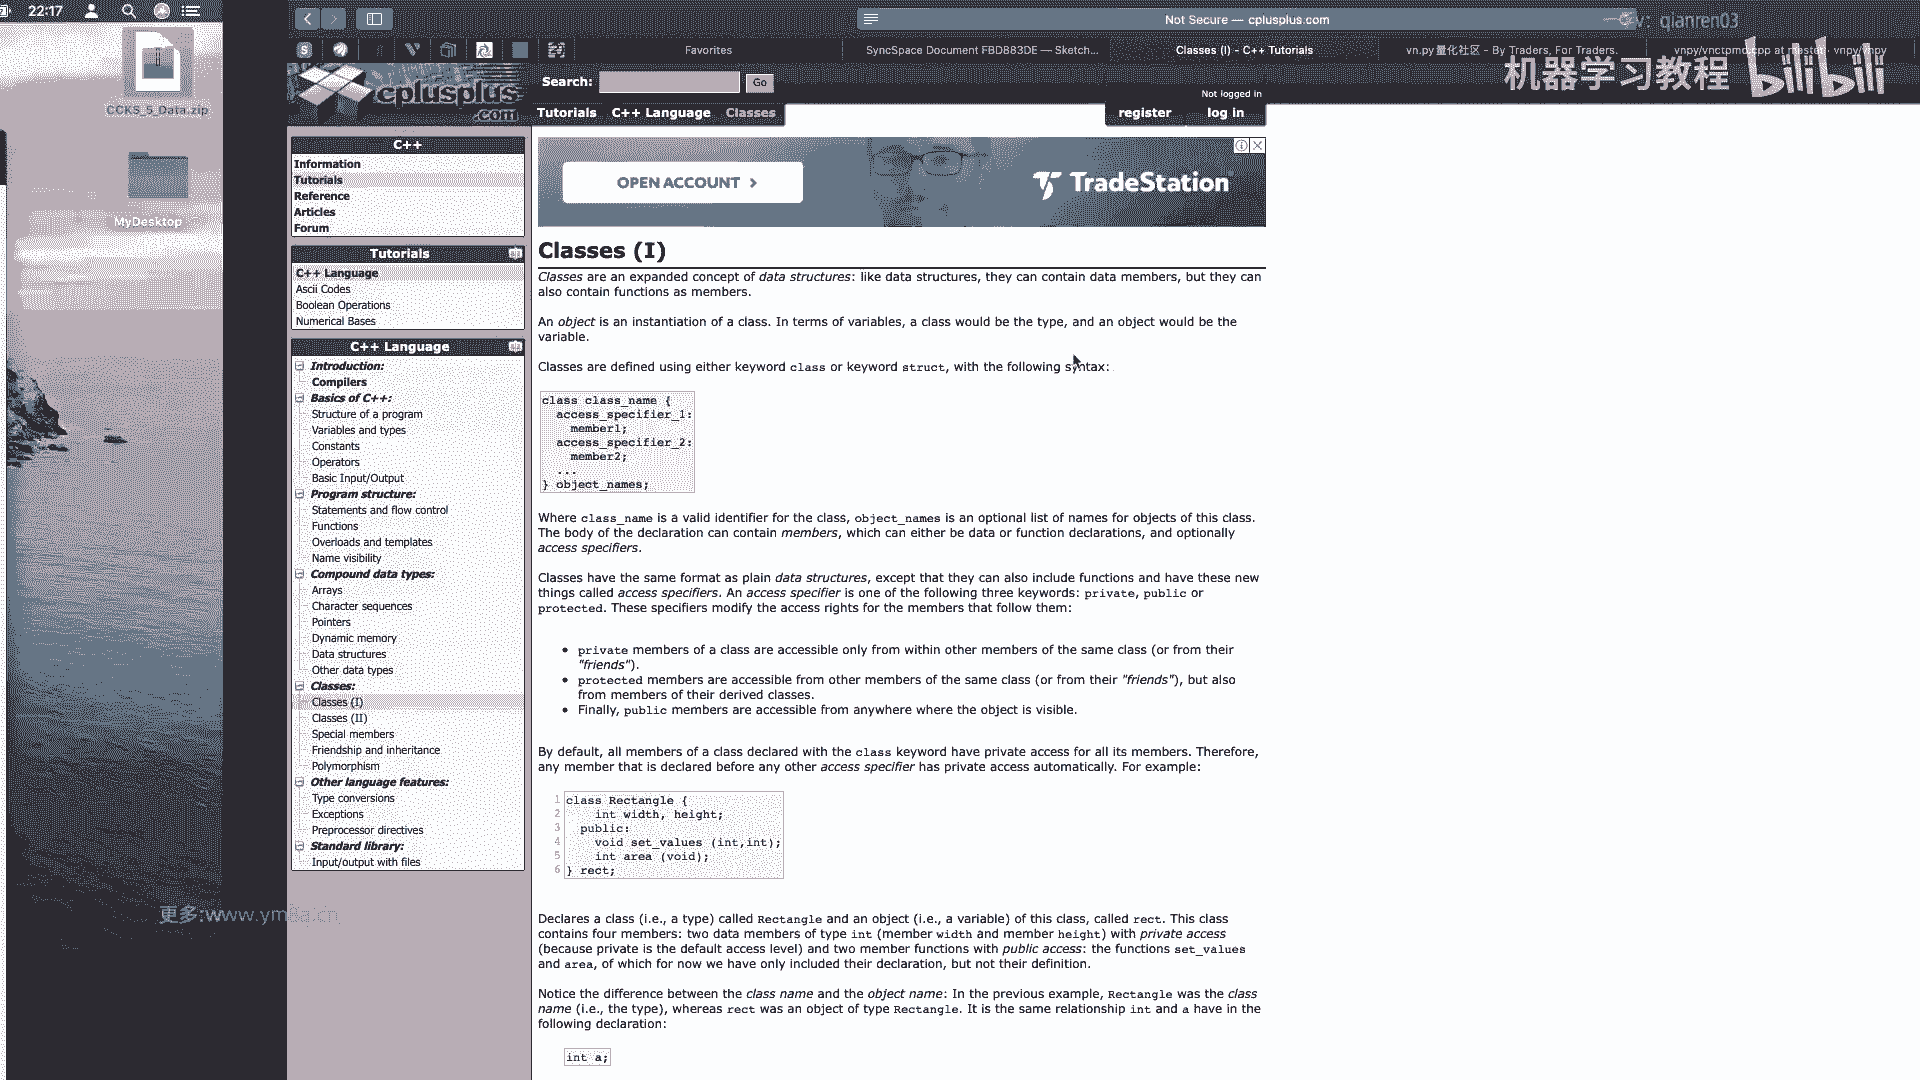 22:17
CCKS_5_Data.zip
MyDesktop
Not Secure — cplusplus.com
qianren03
Favorites
SyncSpace Document FBD883DE — Sketch...
Classes (I) - C++ Tutorials
vn.py量化社区 - By Traders, For Traders.
vnpy/vnctpmd.cpp at master · vnpy/vnpy
机器学习教程 bilibili
cplusplus
.com
Search:
Go
Not logged in
Tutorials
C++ Language
Classes
register
log in
C++
Information
Tutorials
Reference
Articles
Forum
Tutorials
C++ Language
Ascii Codes
Boolean Operations
Numerical Bases
C++ Language
Introduction:
Compilers
Basics of C++:
Structure of a program
Variables and types
Constants
Operators
Basic Input/Output
Program structure:
Statements and flow control
Functions
Overloads and templates
Name visibility
Compound data types:
Arrays
Character sequences
Pointers
Dynamic memory
Data structures
Other data types
Classes:
Classes (I)
Classes (II)
Special members
Friendship and inheritance
Polymorphism
Other language features:
Type conversions
Exceptions
Preprocessor directives
Standard library:
Input/output with files
OPEN ACCOUNT >
TradeStation
Classes (I)
Classes are an expanded concept of data structures: like data structures, they can contain data members, but they can
also contain functions as members.
An object is an instantiation of a class. In terms of variables, a class would be the type, and an object would be the
variable.
Classes are defined using either keyword class or keyword struct, with the following syntax:
class class_name {
access_specifier_1:
member1;
access_specifier_2:
member2;
...
} object_names;
Where class_name is a valid identifier for the class, object_names is an optional list of names for objects of this class.
The body of the declaration can contain members, which can either be data or function declarations, and optionally
access specifiers.
Classes have the same format as plain data structures, except that they can also include functions and have these new
things called access specifiers. An access specifier is one of the following three keywords: private, public or
protected. These specifiers modify the access rights for the members that follow them:
• private members of a class are accessible only from within other members of the same class (or from their
"friends").
• protected members are accessible from other members of the same class (or from their "friends"), but also
from members of their derived classes.
• Finally, public members are accessible from anywhere where the object is visible.
By default, all members of a class declared with the class keyword have private access for all its members. Therefore,
any member that is declared before any other access specifier has private access automatically. For example:
1 class Rectangle {
2 int width, height;
3 public:
4 void set_values (int,int);
5 int area (void);
6 } rect;
Declares a class (i.e., a type) called Rectangle and an object (i.e., a variable) of this class, called rect. This class
contains four members: two data members of type int (member width and member height) with private access
(because private is the default access level) and two member functions with public access: the functions set_values
and area, of which for now we have only included their declaration, but not their definition.
Notice the difference between the class name and the object name: In the previous example, Rectangle was the class
name (i.e., the type), whereas rect was an object of type Rectangle. It is the same relationship int and a have in the
following declaration:
int a;